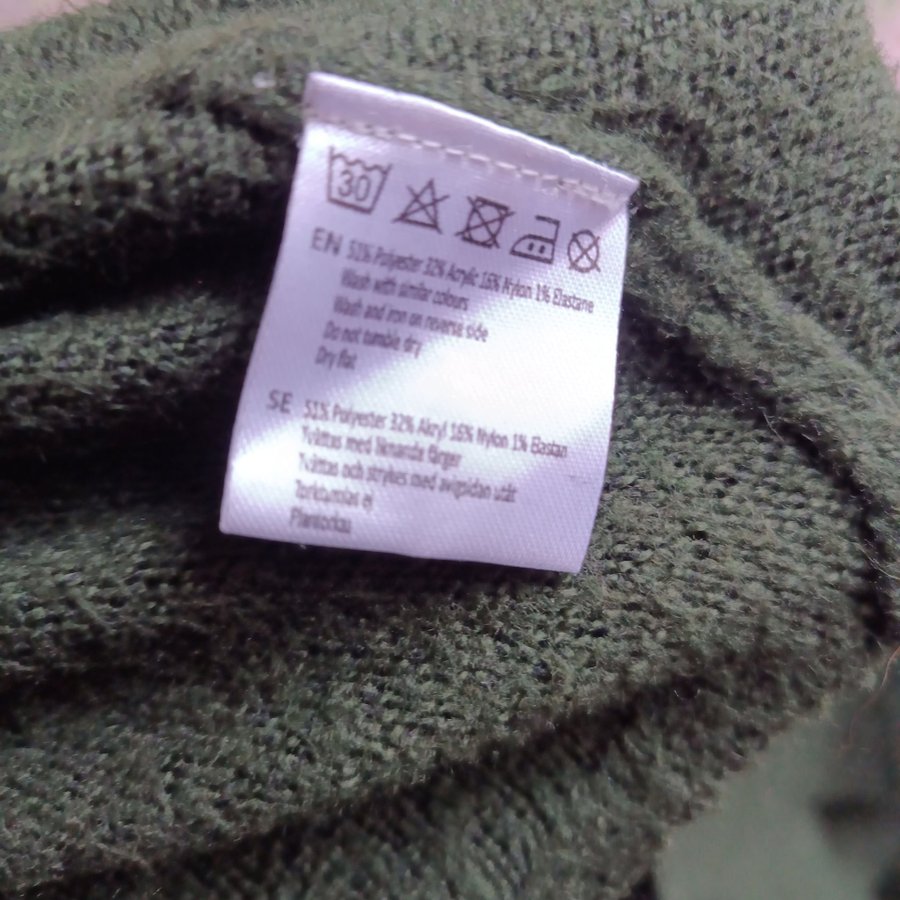 30
EN 51% Polyester 32% Acrylic 16% Nylon 1% Elastane
Wash with similar colours
Wash and iron on reverse side
Do not tumble dry
Dry flat
SE 51% Polyester 32% Akryl 16% Nylon 1% Elastan
Tvättas med liknande färger
Tvättas och strykes med avigsidan utåt
Torktumlas ej
Plantorkas